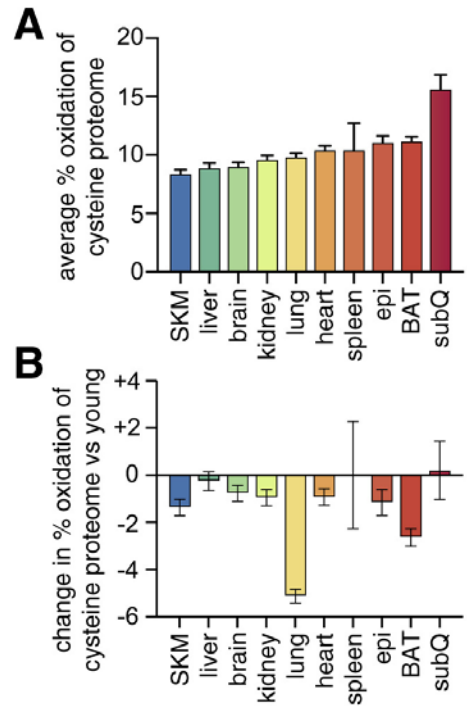 A
average % oxidation of
cysteine proteome
20
15
10
5
0
SKM
liver
brain
kidney
lung
heart
spleen
epi
BAT
subQ
B
change in % oxidation of
cysteine proteome vs young
+4
+2
0
-2
-4
-6
SKM
liver
brain
kidney
lung
heart
spleen
epi
BAT
subQ